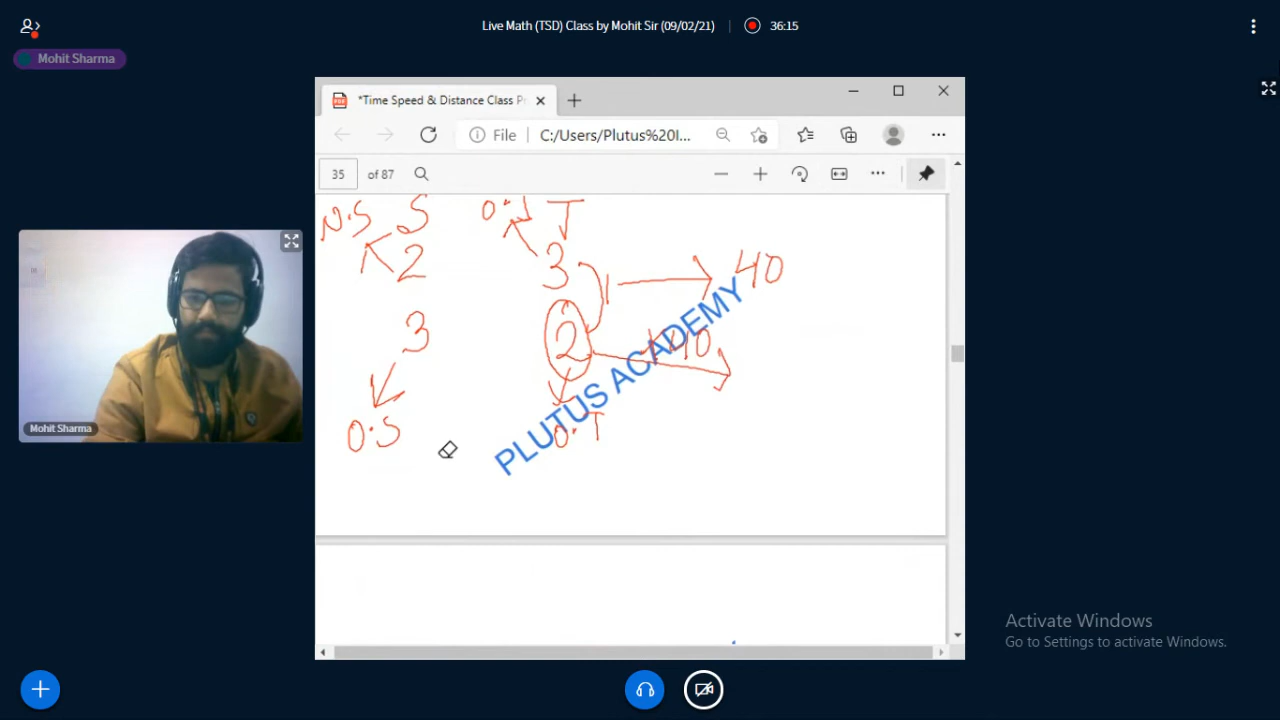 Live Math (TSD) Class by Mohit Sir (09/02/21)
36:15
Mohit Sharma
*Time Speed & Distance Class P
File
C:/Users/Plutus%20I...
35
of 87
N.S S T
2 3 40
3 2
O.S O.T
PLUTUS ACADEMY
Mohit Sharma
Activate Windows
Go to Settings to activate Windows.